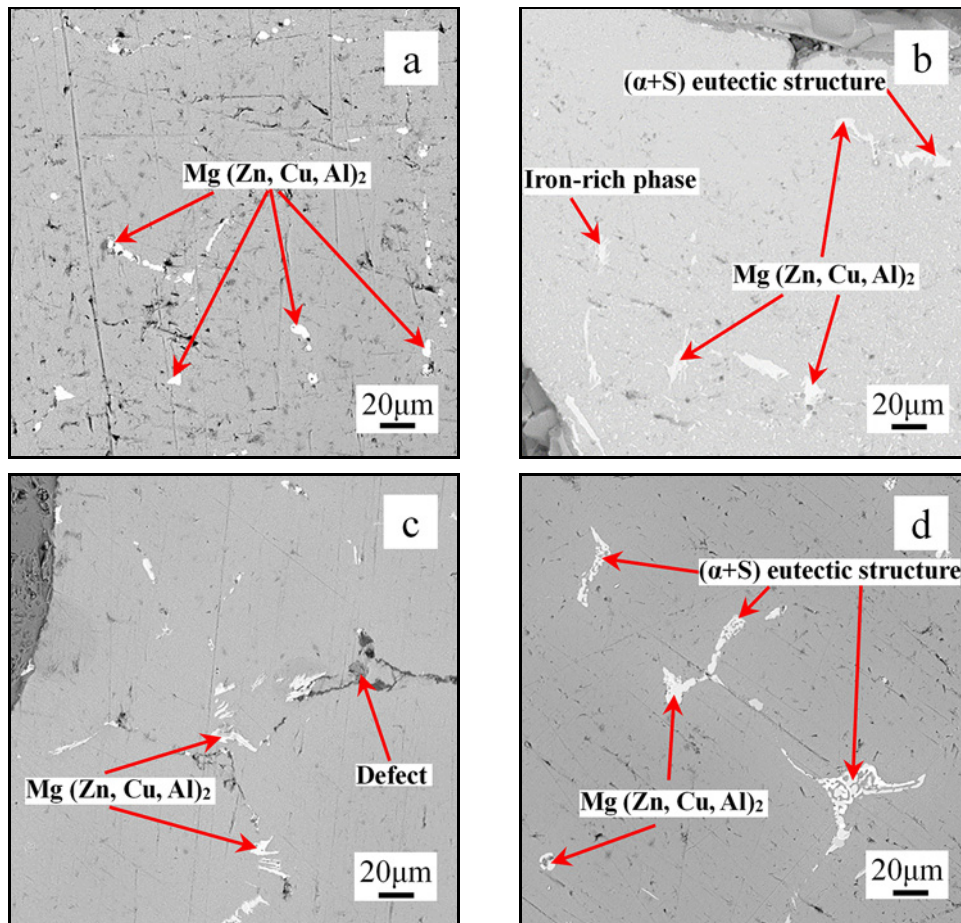 a
Mg (Zn, Cu, Al)₂
20μm
b
(α+S) eutectic structure
Iron-rich phase
Mg (Zn, Cu, Al)₂
20μm
c
Defect
Mg (Zn, Cu, Al)₂
20μm
d
(α+S) eutectic structure
Mg (Zn, Cu, Al)₂
20μm